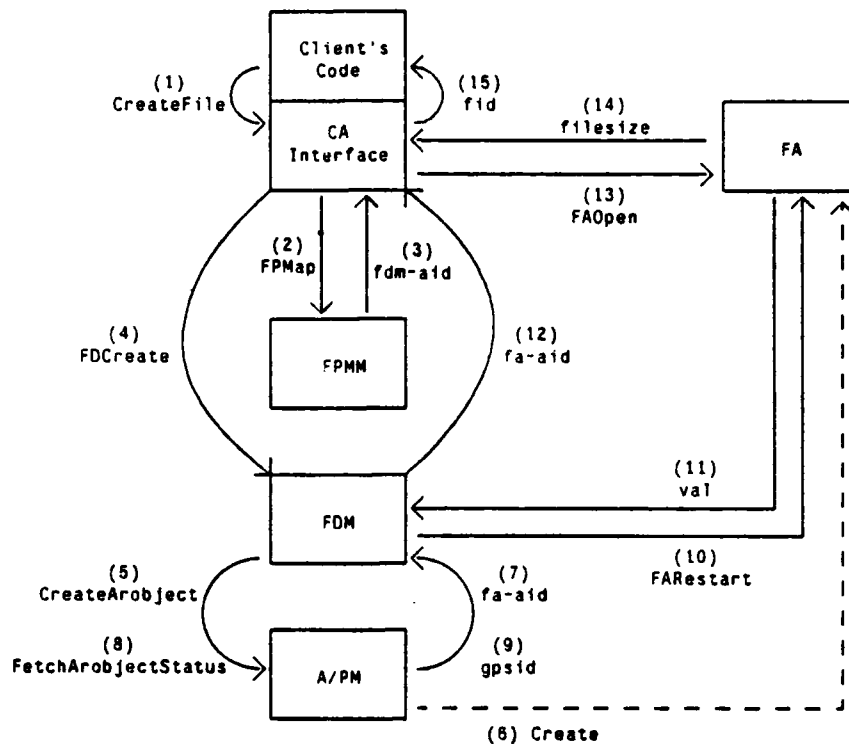 Client's
Code
(1)
CreateFile
(15)
fid
CA
Interface
(14)
filesize
FA
(13)
FAOpen
(2)
FPMap
(3)
fdm-aid
(4)
FDCreate
(12)
fa-aid
FPMM
(11)
val
FDM
(10)
FARestart
(5)
CreateArobject
(7)
fa-aid
(8)
FetchArobjectStatus
(9)
gpsid
A/PM
(6) Create